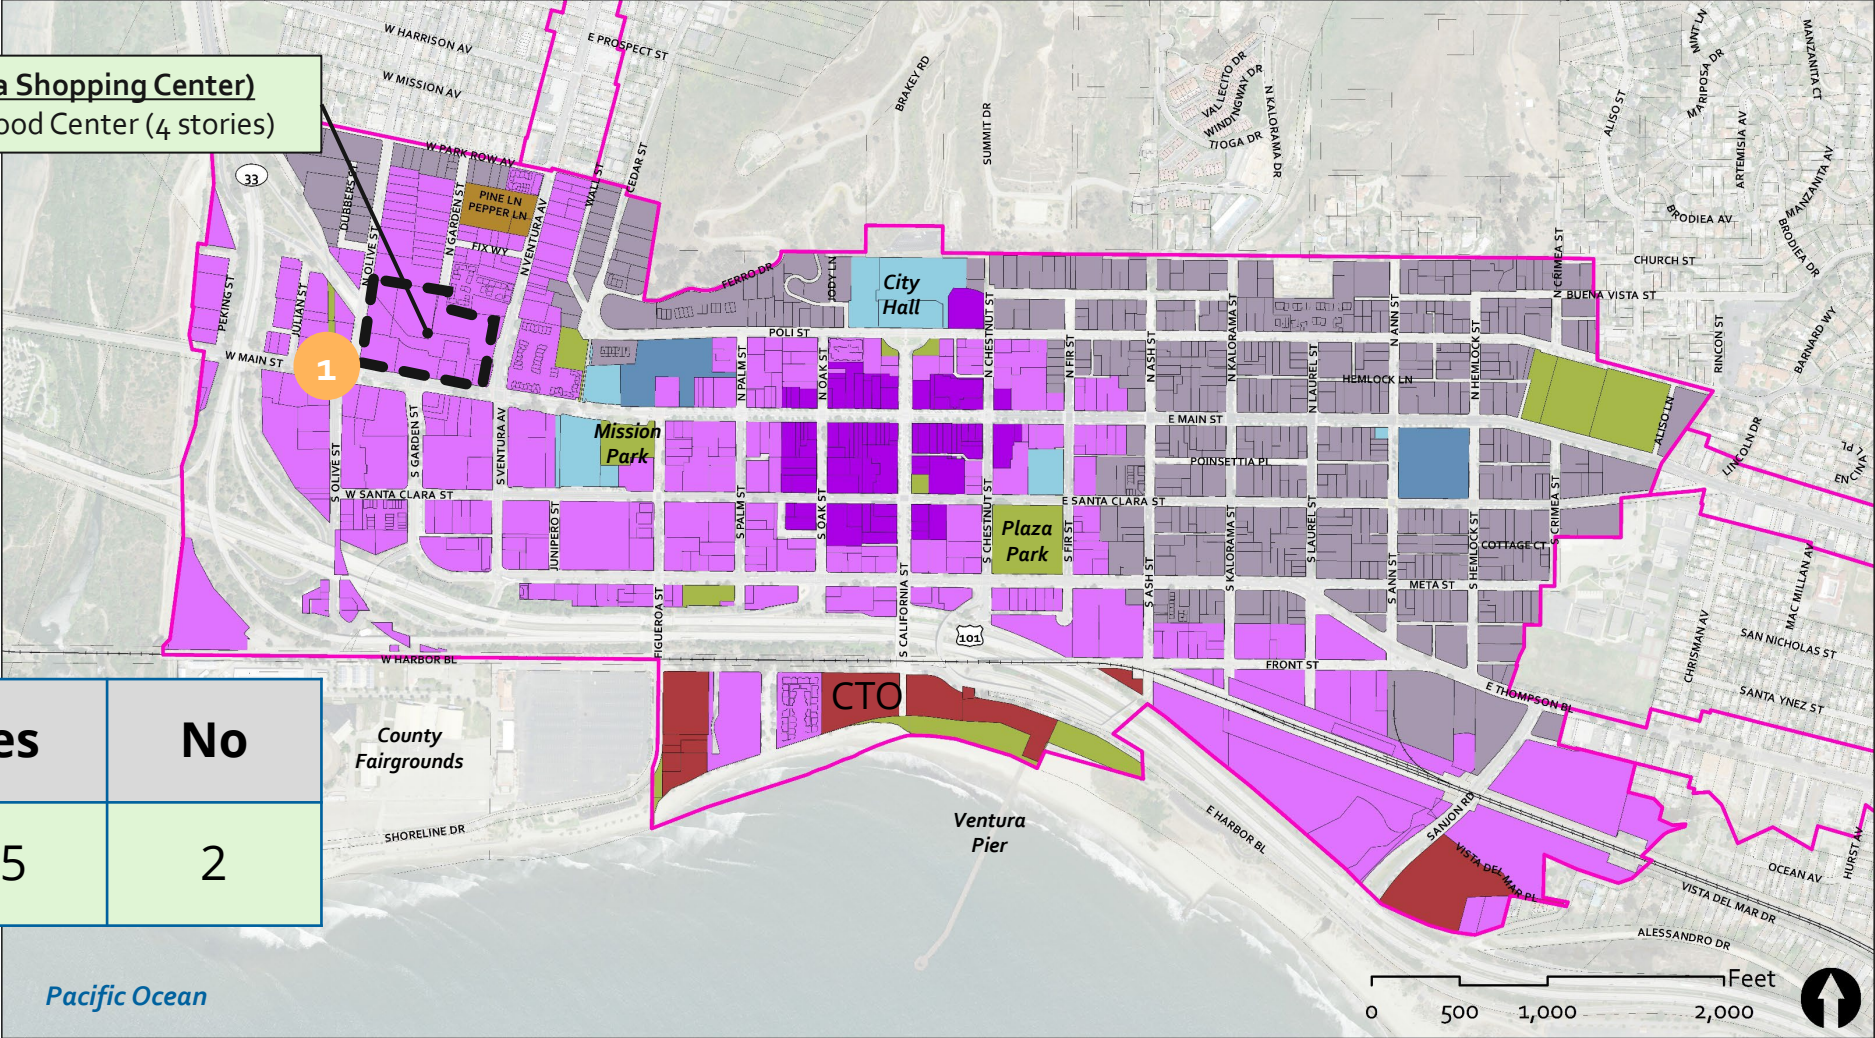 W HARRISON AV
E PROSPECT ST
W MISSION AV
a Shopping Center)
ood Center (4 stories)
BRAKEY RD
SUMMIT DR
VALLECITO DR
WINDINGWAY DR
TIOGA DR
N KALORAMA DR
ALISO ST
MINT LN
MARIPOSA DR
MANZANITA CT
ARTEMISIA AV
MANZANITA AV
BRODIEA AV
BRODIEA DR
33
W PARK ROW AV
DUBBERS ST
N OLIVE ST
N GARDEN ST
PINE LN
PEPPER LN
FIX WY
N VENTURA AV
WALL ST
CEDAR ST
PEKING ST
JULIAN ST
FERRO DR
JODY LN
City
Hall
N CRIMEA ST
CHURCH ST
BUENA VISTA ST
RINCON ST
BARNARD WY
POLI ST
N PALM ST
N OAK ST
N CHESTNUT ST
N FIR ST
N ASH ST
N KALORAMA ST
N LAUREL ST
N ANN ST
N HEMLOCK ST
HEMLOCK LN
W MAIN ST
1
E MAIN ST
ALISO LN
LINCOLN DR
Z PL
ENCINA
Mission
Park
POINSETTIA PL
S OLIVE ST
S GARDEN ST
S VENTURA AV
W SANTA CLARA ST
E SANTA CLARA ST
JUNIPERO ST
FIGUEROA ST
S PALM ST
S OAK ST
S CALIFORNIA ST
S CHESTNUT ST
Plaza
Park
S FIR ST
S ASH ST
S KALORAMA ST
S LAUREL ST
S ANN ST
S HEMLOCK ST
S CRIMEA ST
COTTAGE CT
META ST
101
W HARBOR BL
FRONT ST
E THOMPSON BL
CHRISMAN AV
MAC MILLAN AV
SAN NICHOLAS ST
SANTA YNEZ ST
es
No
5
2
County
Fairgrounds
CTO
SHORELINE DR
Ventura
Pier
E HARBOR BL
SANJON RD
VISTA DEL MAR PL
OCEAN AV
HURST AV
VISTA DEL MAR DR
ALESSANDRO DR
Pacific Ocean
Feet
0
500
1,000
2,000